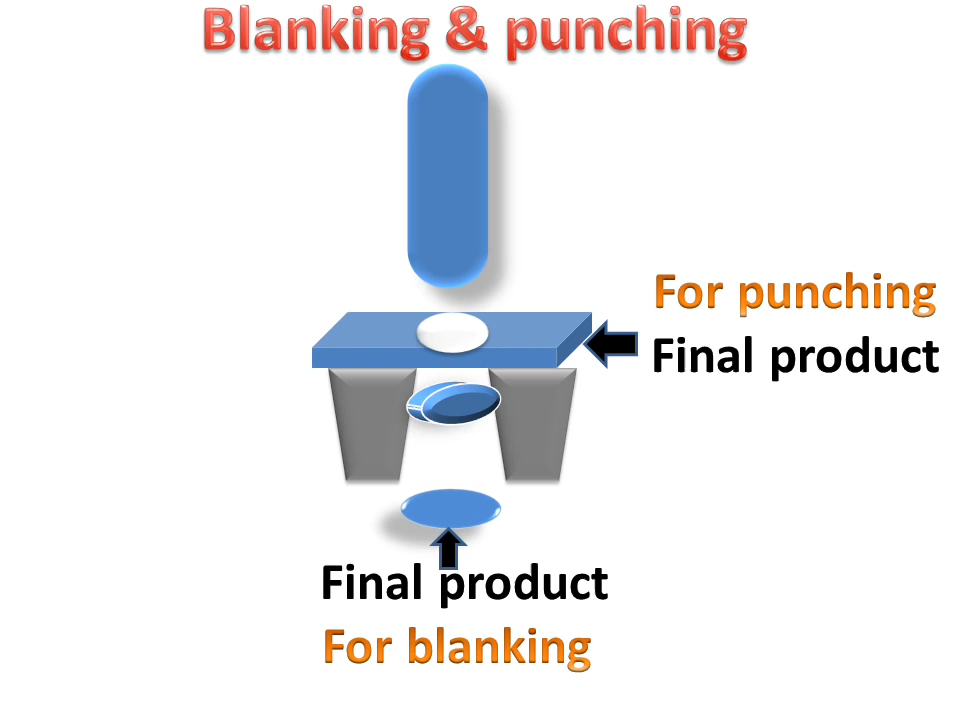 Blanking & punching
For punching
Final product
Final product
For blanking